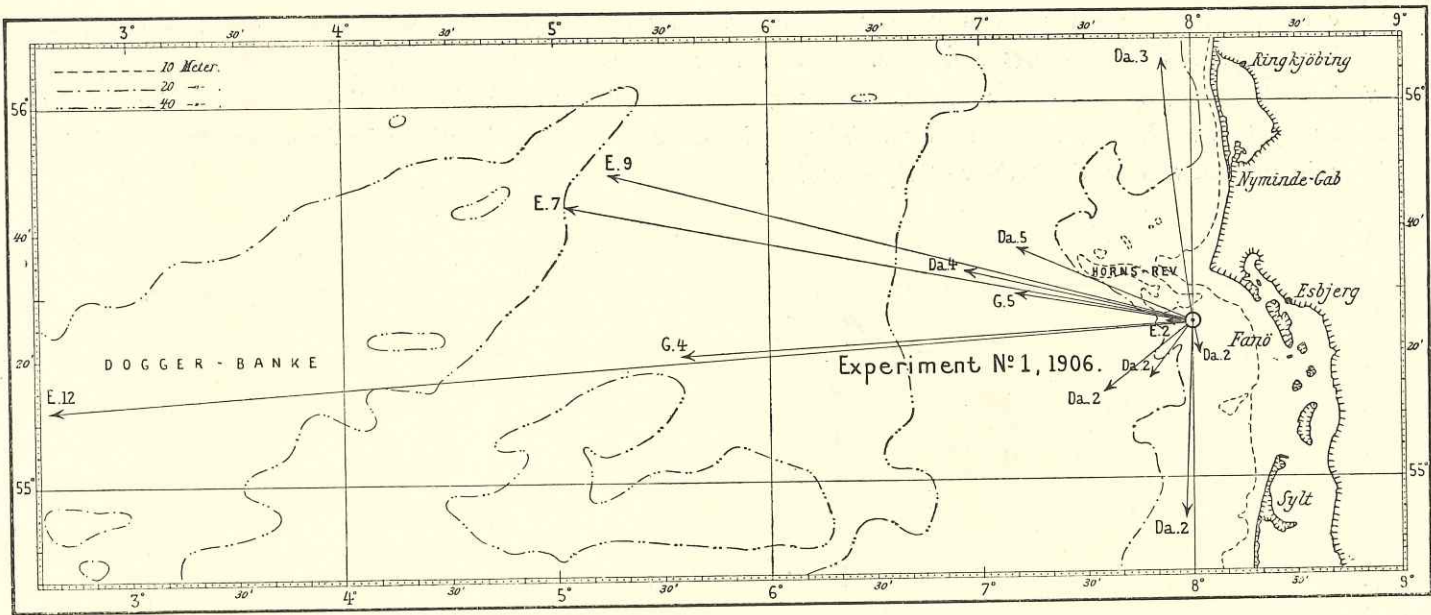 3° 30' 4° 30' 5° 30' 6° 30' 7° 30' 8° 30' 9°
10 Meter.
20 -"- .
40 -"- .
Da.3
Ringkjöbing
56° 56°
E.9
Nyminde-Gab
E.7
40' 40'
Da.5
Da.4
HORNS-REV
G.5
Esbjerg
E.2
Fanö
G.4
Da.2
20' DOGGER-BANKE 20'
Experiment Nº 1, 1906.
Da.2
Da.2
E.12
55° 55°
Sylt
Da.2
3° 30' 4° 30' 5° 30' 6° 30' 7° 30' 8° 30' 9°